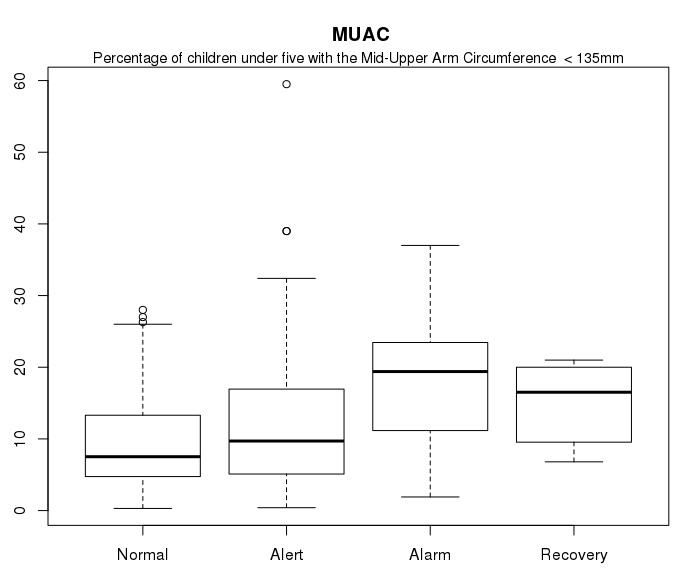 MUAC
Percentage of children under five with the Mid-Upper Arm Circumference < 135mm
60
50
40
30
20
10
0
Normal Alert Alarm Recovery